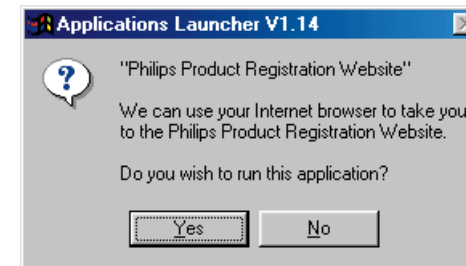 Applications Launcher V1.14
"Philips Product Registration Website"
We can use your Internet browser to take you
to the Philips Product Registration Website.
Do you wish to run this application?
Yes
No